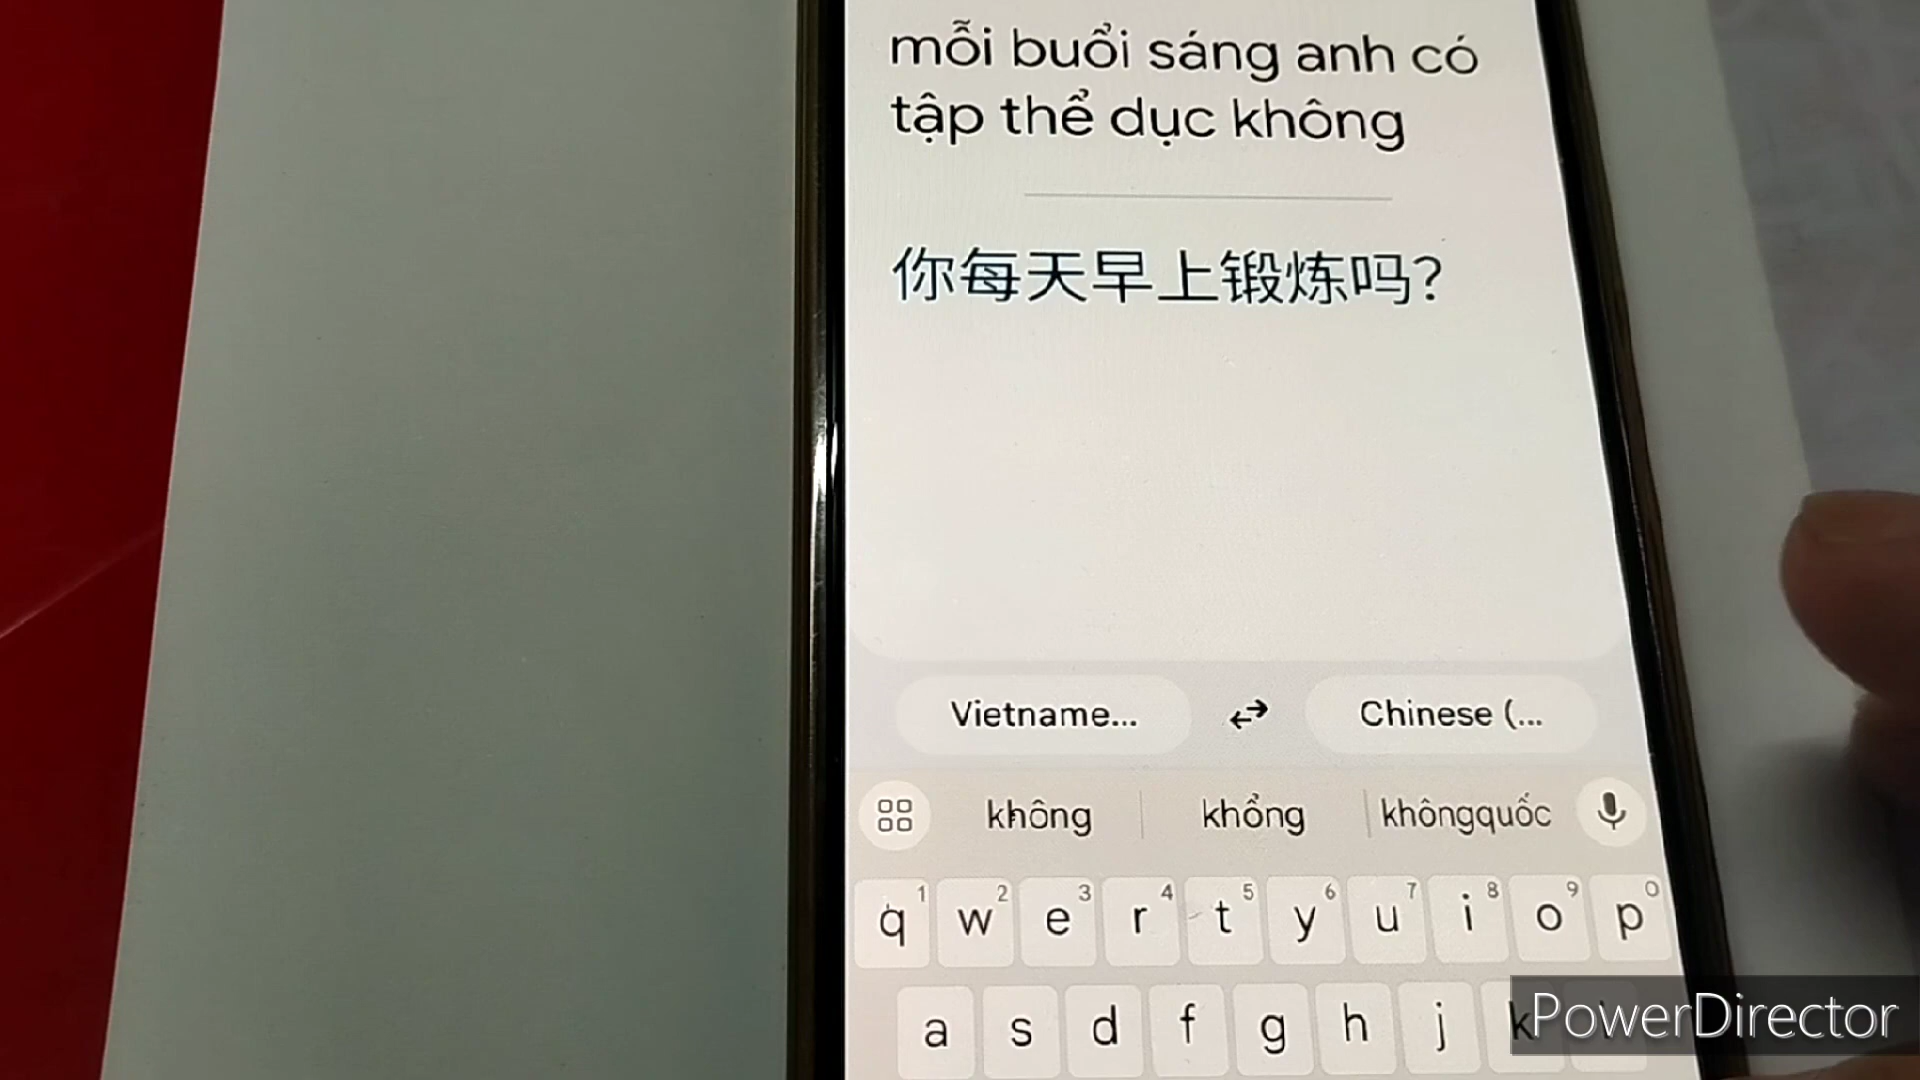 mỗi buổi sáng anh có
tập thể dục không
你每天早上锻炼吗?
Vietname... Chinese (...
không khổng khôngquốc
1 2 3 4 5 6 7 8 9 0
q w e r t y u i o p
a s d f g h j k
PowerDirector